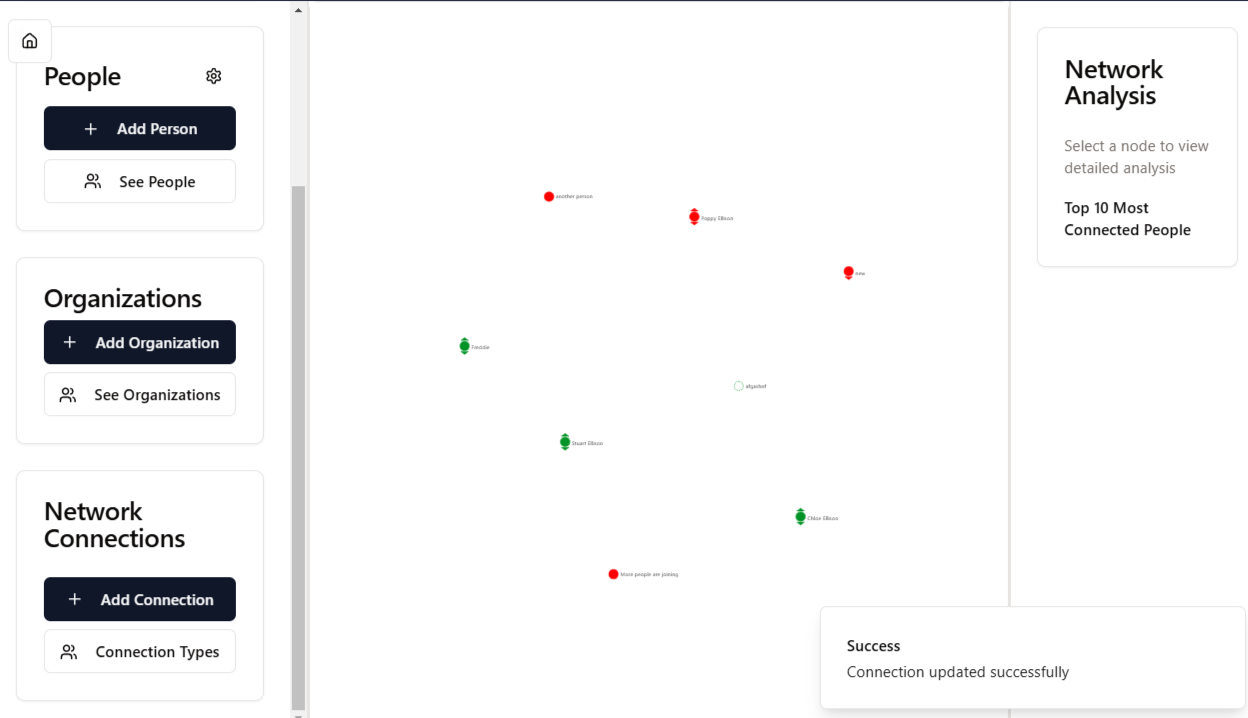 People
Add Person
See People
Organizations
Add Organization
See Organizations
Network
Connections
Add Connection
Connection Types
another person
Poppy Ellison
new
Freddie
afgashof
Stuart Ellison
Chloe Ellison
More people are joining
Network
Analysis
Select a node to view
detailed analysis
Top 10 Most
Connected People
Success
Connection updated successfully